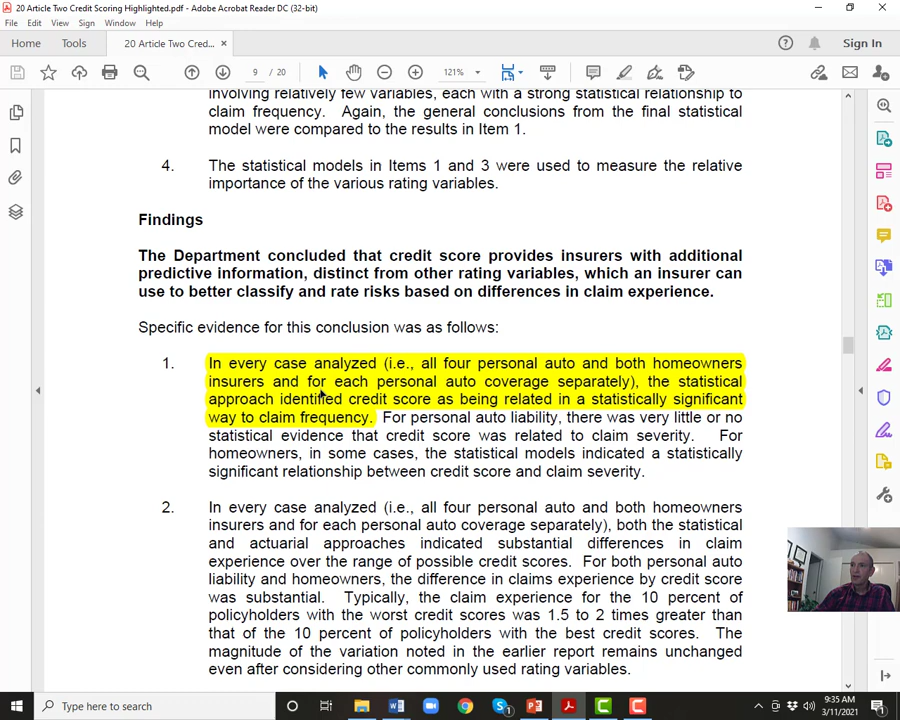 20 Article Two Credit Scoring Highlighted.pdf - Adobe Acrobat Reader DC (32-bit)
File Edit View Sign Window Help
Home Tools 20 Article Two Cred... × Sign In
9 / 20 121%
involving relatively few variables, each with a strong statistical relationship to
claim frequency. Again, the general conclusions from the final statistical
model were compared to the results in Item 1.
4. The statistical models in Items 1 and 3 were used to measure the relative
importance of the various rating variables.
Findings
The Department concluded that credit score provides insurers with additional
predictive information, distinct from other rating variables, which an insurer can
use to better classify and rate risks based on differences in claim experience.
Specific evidence for this conclusion was as follows:
1. In every case analyzed (i.e., all four personal auto and both homeowners
insurers and for each personal auto coverage separately), the statistical
approach identified credit score as being related in a statistically significant
way to claim frequency. For personal auto liability, there was very little or no
statistical evidence that credit score was related to claim severity. For
homeowners, in some cases, the statistical models indicated a statistically
significant relationship between credit score and claim severity.
2. In every case analyzed (i.e., all four personal auto and both homeowners
insurers and for each personal auto coverage separately), both the statistical
and actuarial approaches indicated substantial differences in claim
experience over the range of possible credit scores. For both personal auto
liability and homeowners, the difference in claims experience by credit score
was substantial. Typically, the claim experience for the 10 percent of
policyholders with the worst credit scores was 1.5 to 2 times greater than
that of the 10 percent of policyholders with the best credit scores. The
magnitude of the variation noted in the earlier report remains unchanged
even after considering other commonly used rating variables.
Type here to search
9:35 AM
3/11/2021